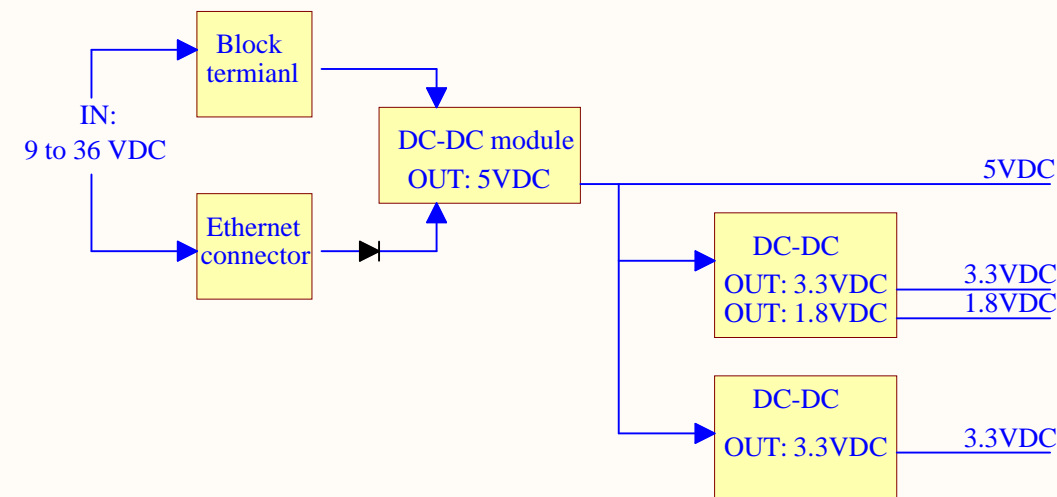 Block
termianl
IN:
9 to 36 VDC
Ethernet
connector
DC-DC module
OUT: 5VDC
5VDC
DC-DC
OUT: 3.3VDC
OUT: 1.8VDC
3.3VDC
1.8VDC
DC-DC
OUT: 3.3VDC
3.3VDC